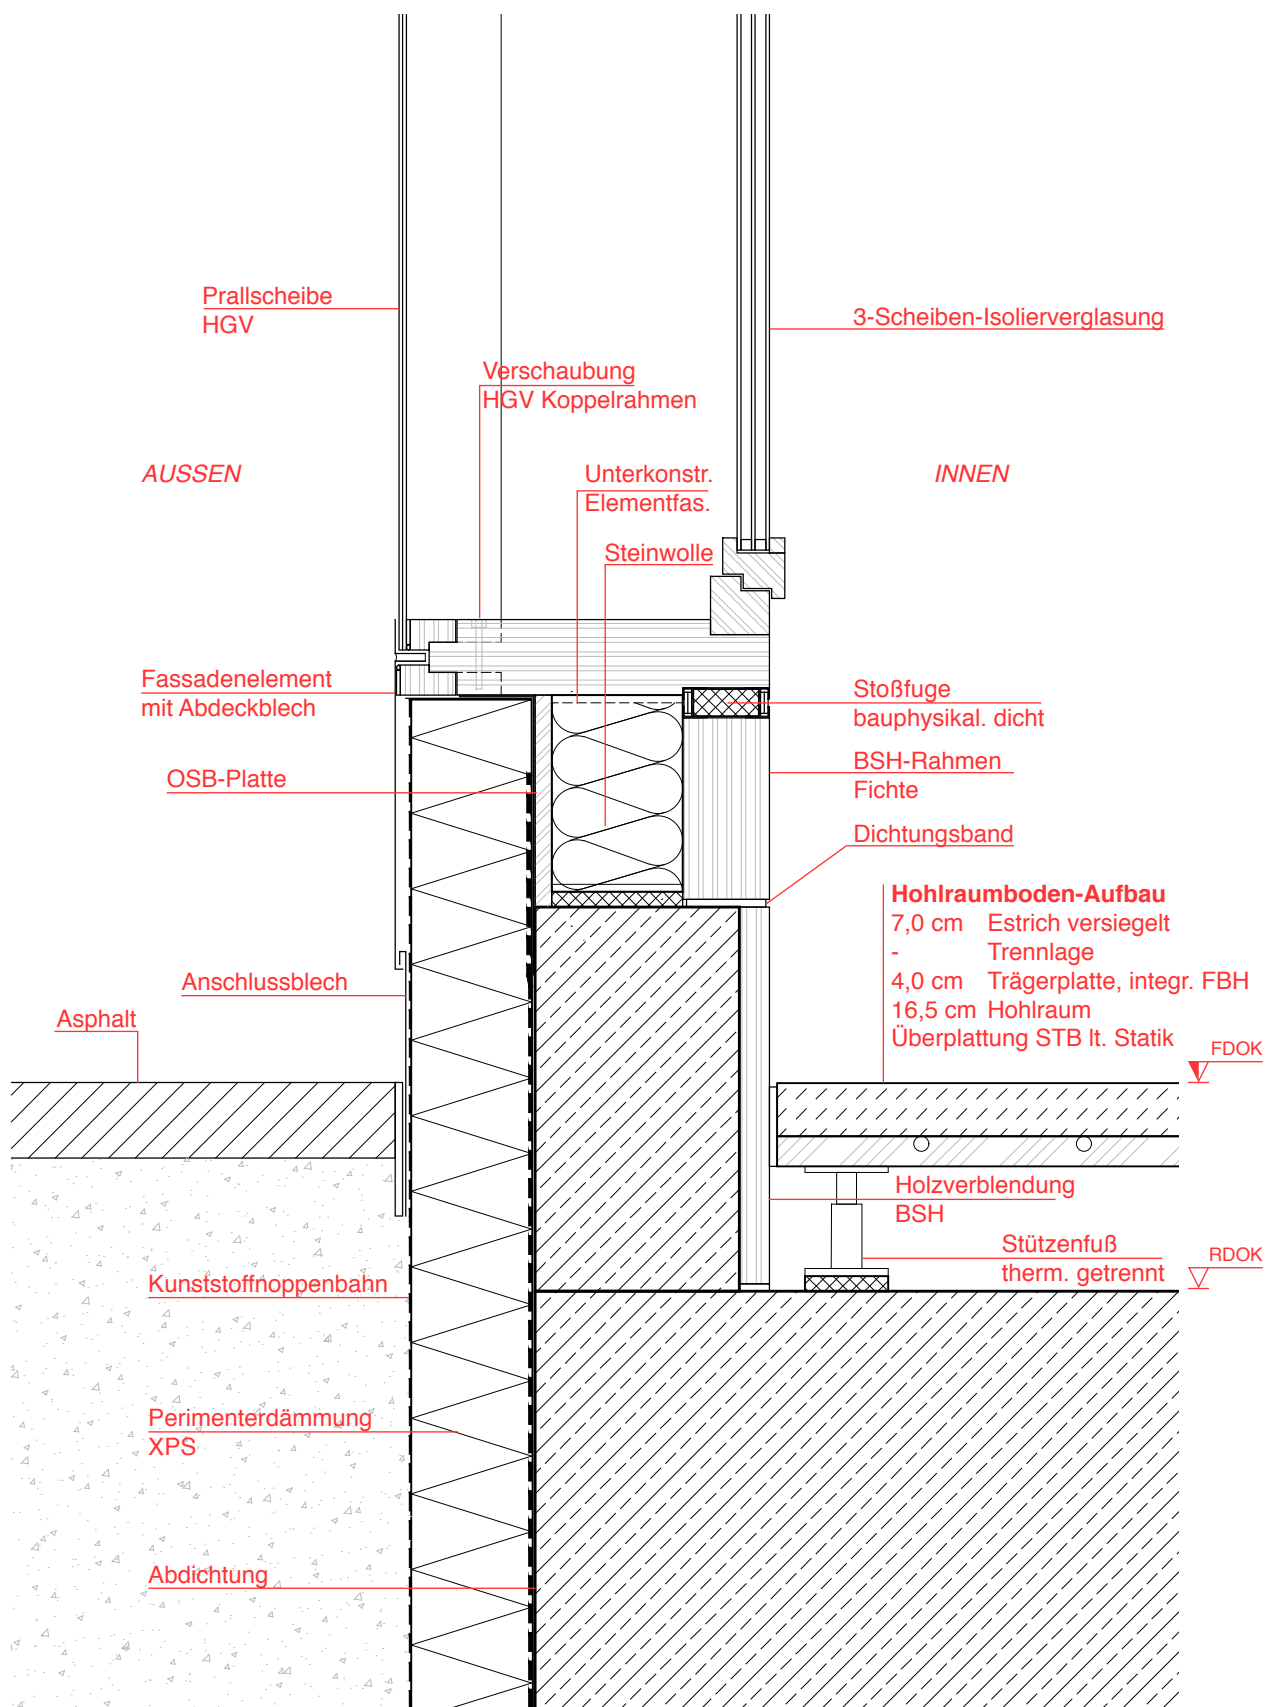 Prallscheibe
HGV
3-Scheiben-Isolierverglasung
Verschaubung
HGV Koppelrahmen
AUSSEN
Unterkonstr.
Elementfas.
INNEN
Steinwolle
Fassadenelement
mit Abdeckblech
Stoßfuge
bauphysikal. dicht
OSB-Platte
BSH-Rahmen
Fichte
Dichtungsband
Hohlraumboden-Aufbau
7,0 cm Estrich versiegelt
- Trennlage
4,0 cm Trägerplatte, integr. FBH
16,5 cm Hohlraum
Überplattung STB lt. Statik
Anschlussblech
Asphalt
FDOK
Holzverblendung
BSH
Stützenfuß
therm. getrennt
RDOK
Kunststoffnoppenbahn
Perimenterdämmung
XPS
Abdichtung